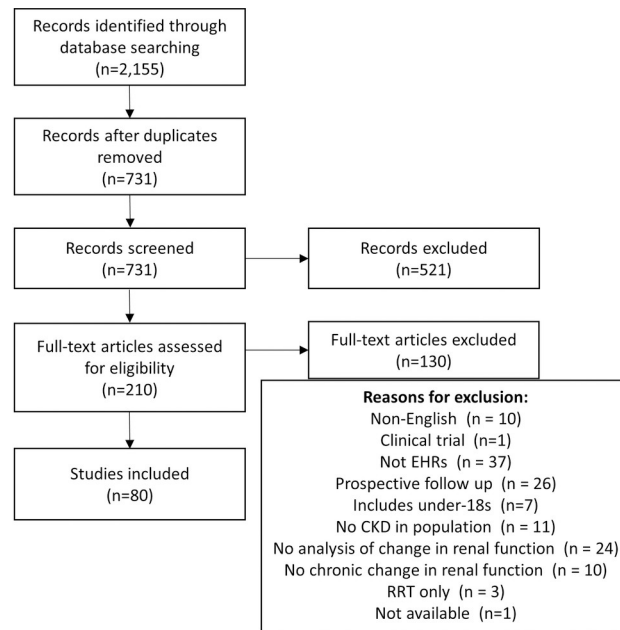 Records identified through
database searching
(n=2,155)
Records after duplicates
removed
(n=731)
Records screened
(n=731)
Records excluded
(n=521)
Full-text articles assessed
for eligibility
(n=210)
Full-text articles excluded
(n=130)
Reasons for exclusion:
Non-English (n = 10)
Clinical trial (n=1)
Not EHRs (n = 37)
Prospective follow up (n = 26)
Includes under-18s (n=7)
No CKD in population (n = 11)
No analysis of change in renal function (n = 24)
No chronic change in renal function (n = 10)
RRT only (n = 3)
Not available (n=1)
Studies included
(n=80)